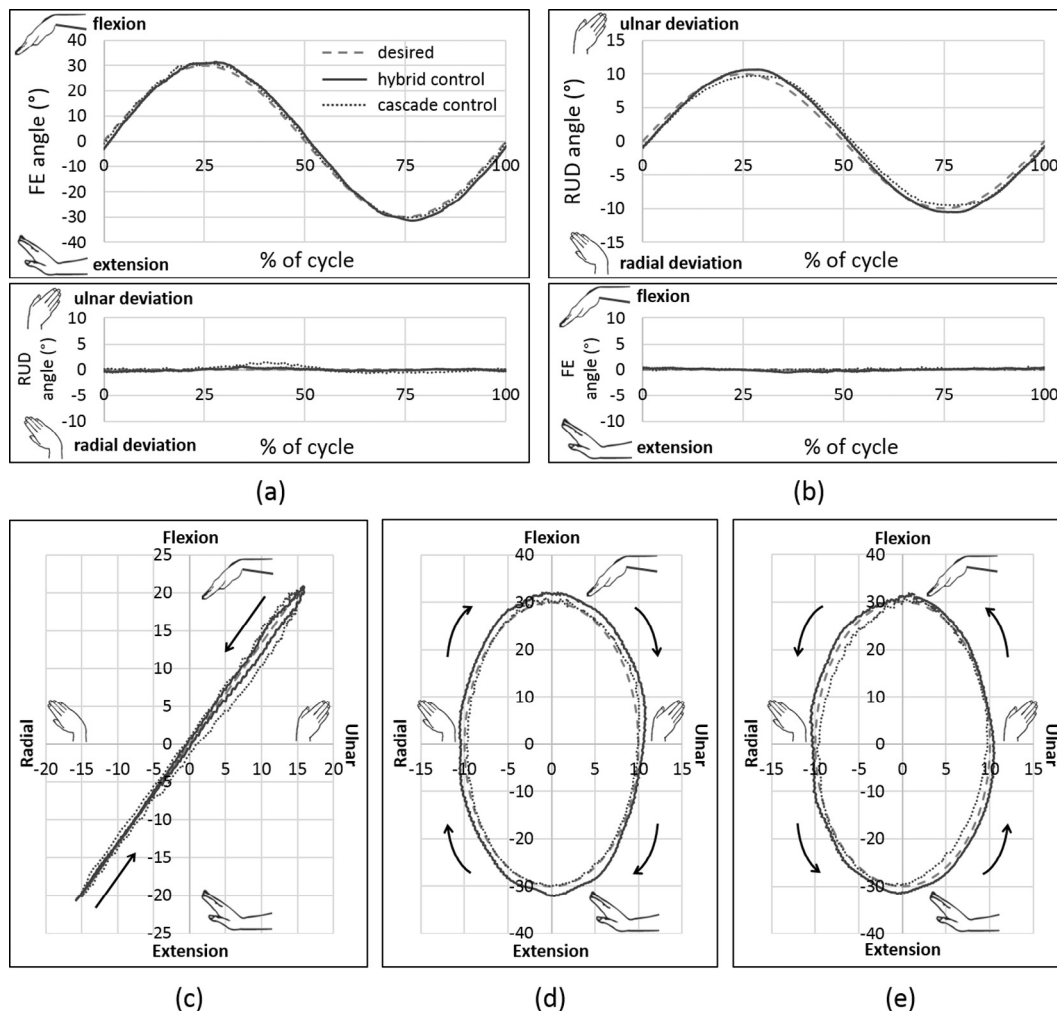 flexion
40
30
20
10
0
-10
-20
-30
-40
FE angle (°)
desired
hybrid control
cascade control
0 25 50 75 100
extension
% of cycle
ulnar deviation
10
5
0
-5
-10
RUD
angle (°)
0 25 50 75 100
radial deviation
% of cycle
(a)
ulnar deviation
15
10
5
0
-5
-10
-15
RUD angle (°)
0 25 50 75 100
radial deviation
% of cycle
flexion
10
5
0
-5
-10
FE
angle (°)
0 25 50 75 100
extension
% of cycle
(b)
Flexion
25
20
15
10
5
0
-5
-10
-15
-20
-25
Radial
Ulnar
-20 -15 -10 -5 0 5 10 15 20
Extension
(c)
Flexion
40
30
20
10
0
-10
-20
-30
-40
Radial
Ulnar
-15 -10 -5 0 5 10 15
Extension
(d)
Flexion
40
30
20
10
0
-10
-20
-30
-40
Radial
Ulnar
-15 -10 -5 0 5 10 15
Extension
(e)